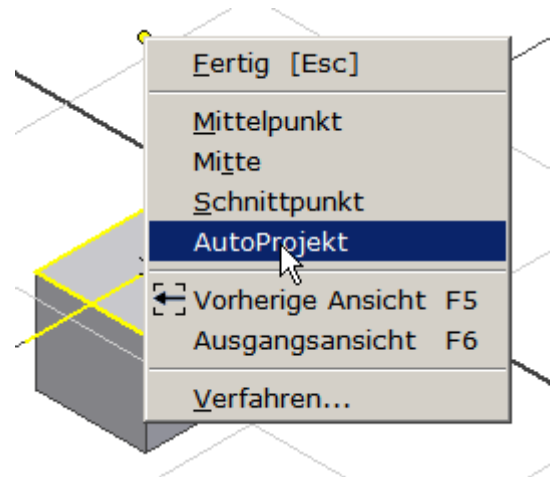 Fertig [Esc]
Mittelpunkt
Mitte
Schnittpunkt
AutoProjekt
Vorherige Ansicht F5
Ausgangsansicht F6
Verfahren...